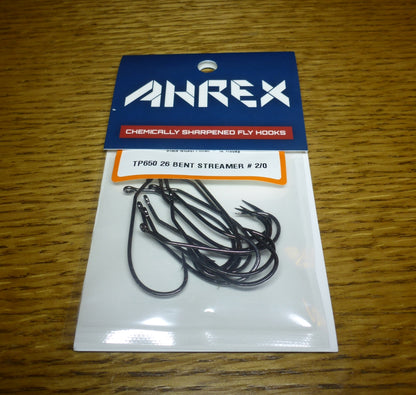 AHREX
CHEMICALLY SHARPENED FLY HOOKS
TP650 26 BENT STREAMER # 2/0